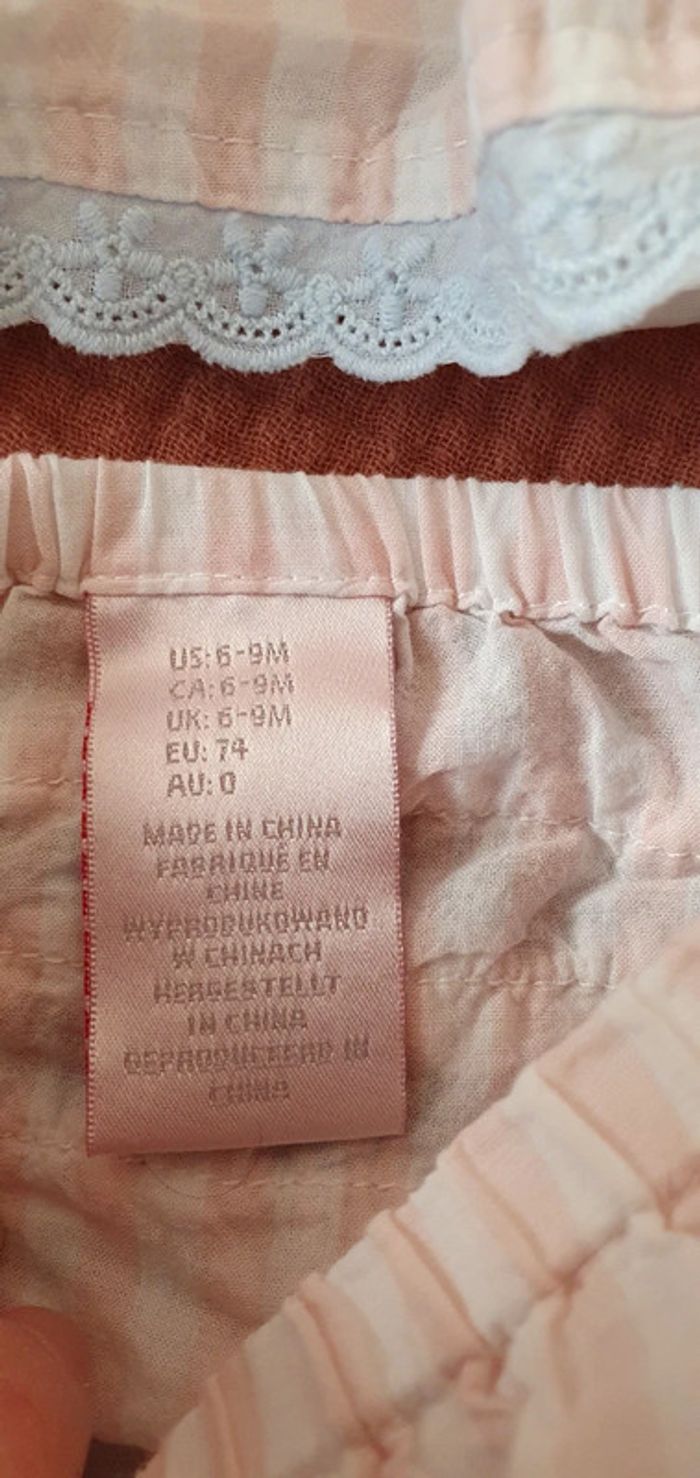 US: 6-9M
CA: 6-9M
UK: 6-9M
EU: 74
AU: 0
MADE IN CHINA
FABRIQUÉ EN
CHINE
WYPRODUKOWANO
W CHINACH
HERGESTELLT
IN CHINA
GEPRODUCEERD IN
CHINA